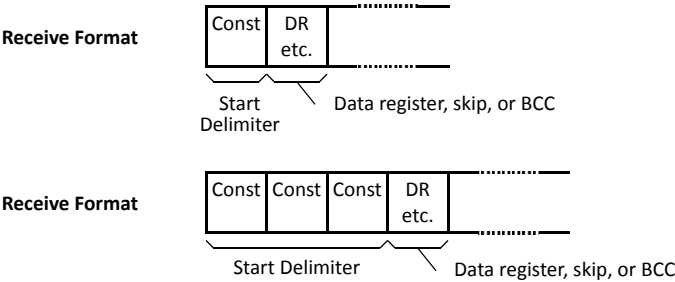 Receive Format
Const DR
etc.
Start
Delimiter
Data register, skip, or BCC
Receive Format
Const Const Const DR
etc.
Start Delimiter
Data register, skip, or BCC